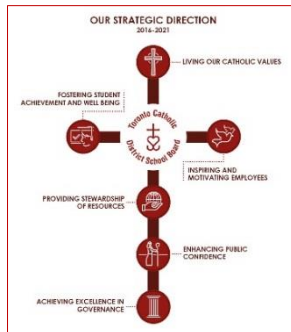 OUR STRATEGIC DIRECTION
2016-2021
LIVING OUR CATHOLIC VALUES
FOSTERING STUDENT
ACHIEVEMENT AND WELL BEING
Toronto Catholic
District School Board
INSPIRING AND
MOTIVATING EMPLOYEES
PROVIDING STEWARDSHIP
OF RESOURCES
ENHANCING PUBLIC
CONFIDENCE
ACHIEVING EXCELLENCE IN
GOVERNANCE